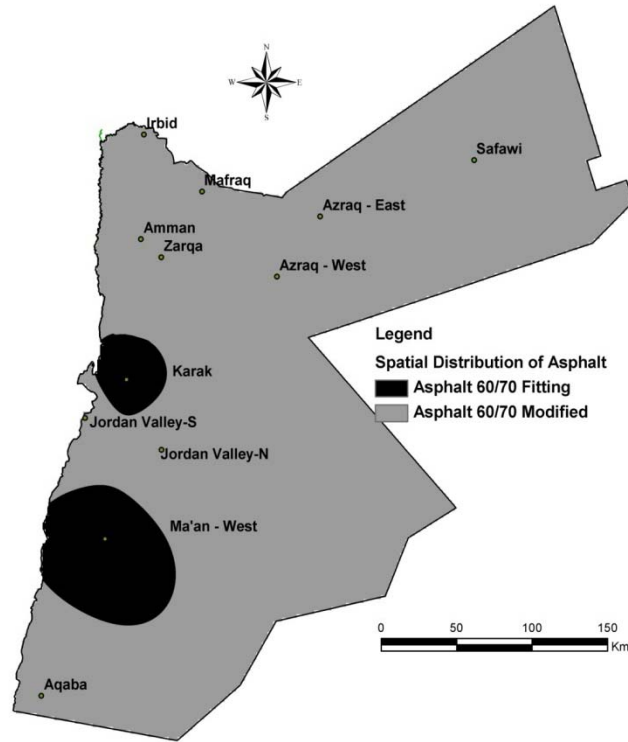 N
W E
S
Irbid
Safawi
Mafraq
Azraq - East
Amman
Zarqa
Azraq - West
Legend
Spatial Distribution of Asphalt
Karak
Asphalt 60/70 Fitting
Asphalt 60/70 Modified
Jordan Valley-S
Jordan Valley-N
Ma'an - West
0 50 100 150
Km
Aqaba